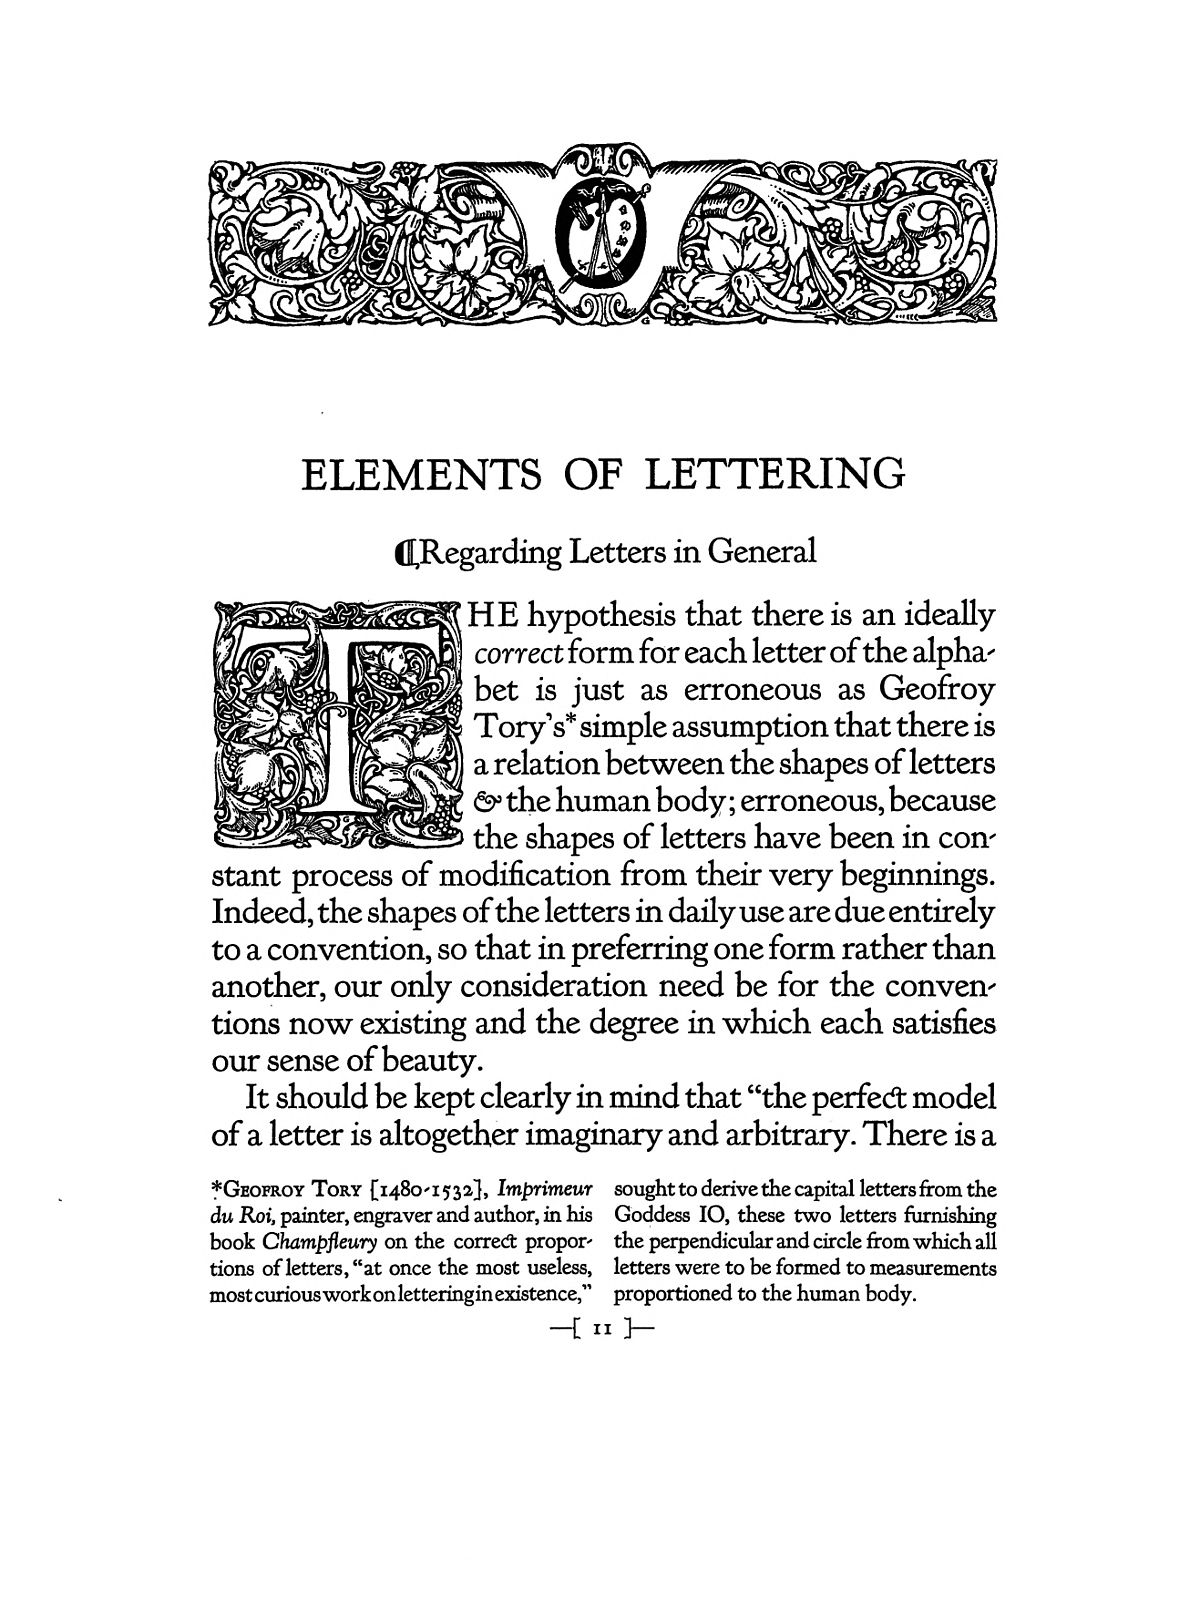 ELEMENTS OF LETTERING
⸿Regarding Letters in General
THE hypothesis that there is an ideally
correct form for each letter of the alpha-
bet is just as erroneous as Geofroy
Tory's* simple assumption that there is
a relation between the shapes of letters
& the human body; erroneous, because
the shapes of letters have been in con-
stant process of modification from their very beginnings.
Indeed, the shapes of the letters in daily use are due entirely
to a convention, so that in preferring one form rather than
another, our only consideration need be for the conven-
tions now existing and the degree in which each satisfies
our sense of beauty.
It should be kept clearly in mind that “the perfect model
of a letter is altogether imaginary and arbitrary. There is a
*GEOFROY TORY [1480-1532], Imprimeur
du Roi, painter, engraver and author, in his
book Champfleury on the correct propor-
tions of letters, “at once the most useless,
most curious work on lettering in existence,”
sought to derive the capital letters from the
Goddess IO, these two letters furnishing
the perpendicular and circle from which all
letters were to be formed to measurements
proportioned to the human body.
—[ 11 ]—